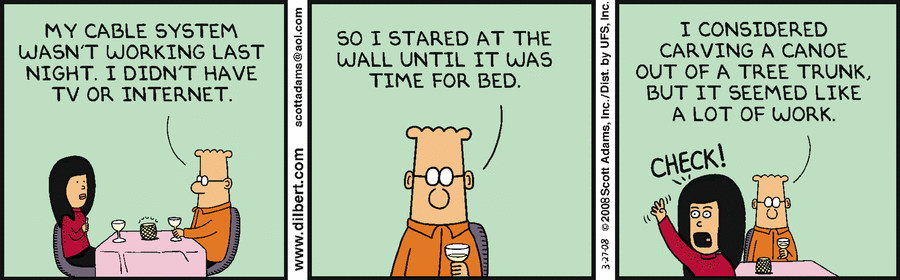 MY CABLE SYSTEM
WASN'T WORKING LAST
NIGHT. I DIDN'T HAVE
TV OR INTERNET.
www.dilbert.com scottadams@aol.com
SO I STARED AT THE
WALL UNTIL IT WAS
TIME FOR BED.
3-27-08 © 2008 Scott Adams, Inc./Dist. by UFS, Inc.
I CONSIDERED
CARVING A CANOE
OUT OF A TREE TRUNK,
BUT IT SEEMED LIKE
A LOT OF WORK.
CHECK!